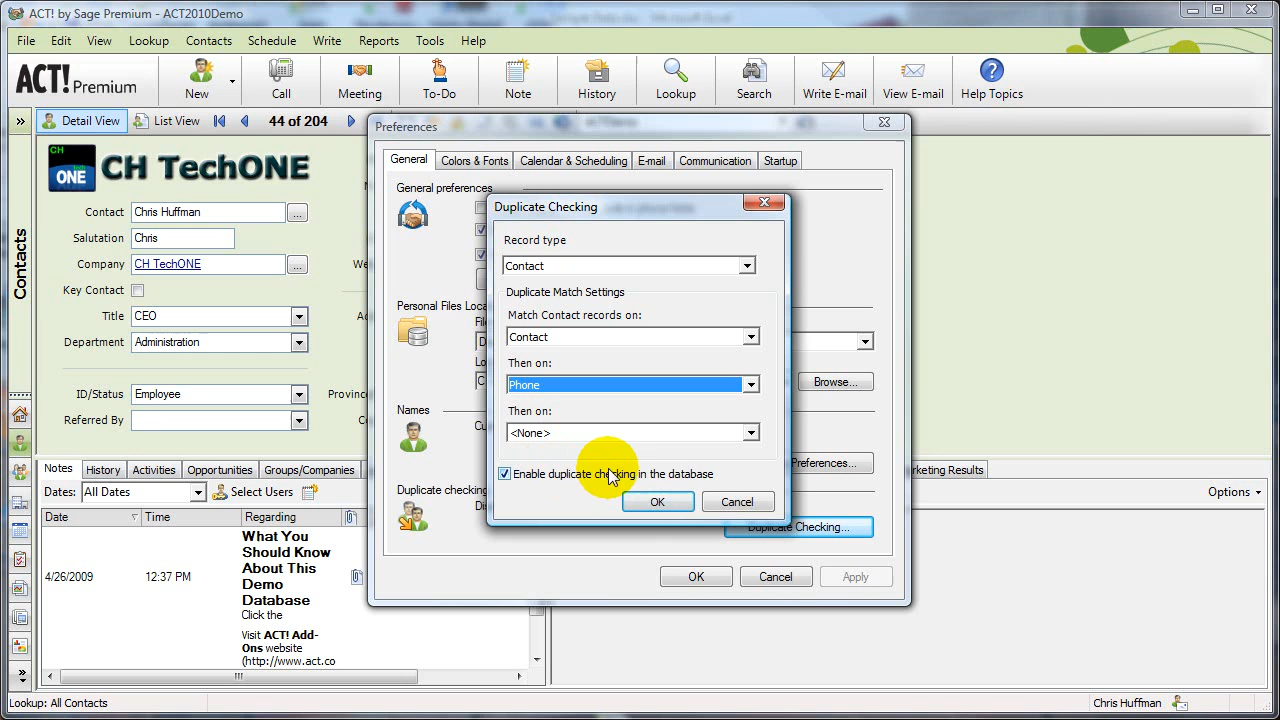 ACT! by Sage Premium - ACT2010Demo
File Edit View Lookup Contacts Schedule Write Reports Tools Help
ACT! Premium
New Call Meeting To-Do Note History Lookup Search Write E-mail View E-mail Help Topics
» Detail View List View 44 of 204
Contacts
CH
ONE
CH TechONE
Contact Chris Huffman ...
Salutation Chris
Company CH TechONE ...
Key Contact
Title CEO
Department Administration
ID/Status Employee
Referred By
Provinc
Preferences
General Colors & Fonts Calendar & Scheduling E-mail Communication Startup
General preferences
Personal Files Loca
Browse...
Names
Preferences...
Duplicate checking
Duplicate Checking...
OK Cancel Apply
Duplicate Checking
Record type
Contact
Duplicate Match Settings
Match Contact records on:
Contact
Then on:
Phone
Then on:
<None>
Enable duplicate checking in the database
OK Cancel
Notes History Activities Opportunities Groups/Companies
rketing Results
Dates: All Dates Select Users
Options
Date Time Regarding
4/26/2009 12:37 PM
What You
Should Know
About This
Demo
Database
Click the
Visit ACT! Add-
Ons website
(http://www.act.co
Lookup: All Contacts
Chris Huffman